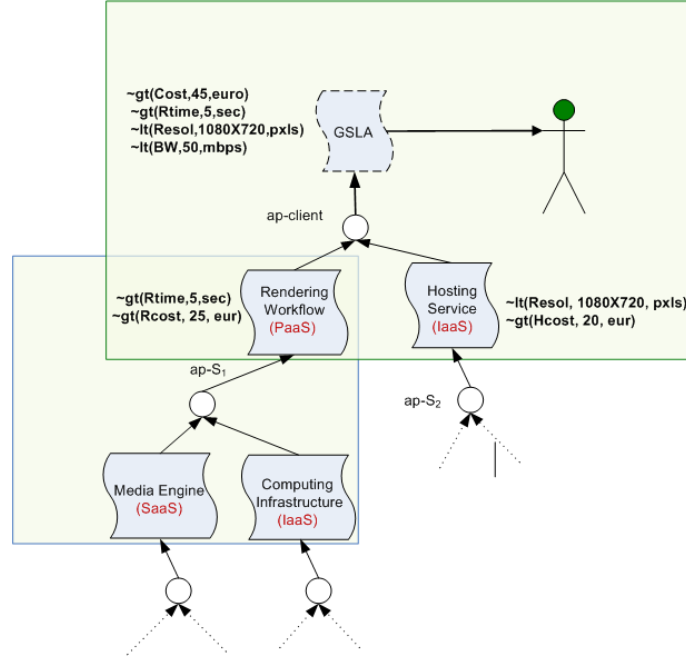 ~gt(Cost,45,euro)
~gt(Rtime,5,sec)
~lt(Resol,1080X720,pxls)
~lt(BW,50,mbps)
GSLA
ap-client
~gt(Rtime,5,sec)
~gt(Rcost, 25, eur)
Rendering
Workflow
(PaaS)
Hosting
Service
(IaaS)
~lt(Resol, 1080X720, pxls)
~gt(Hcost, 20, eur)
ap-S₁
ap-S₂
Media Engine
(SaaS)
Computing
Infrastructure
(IaaS)